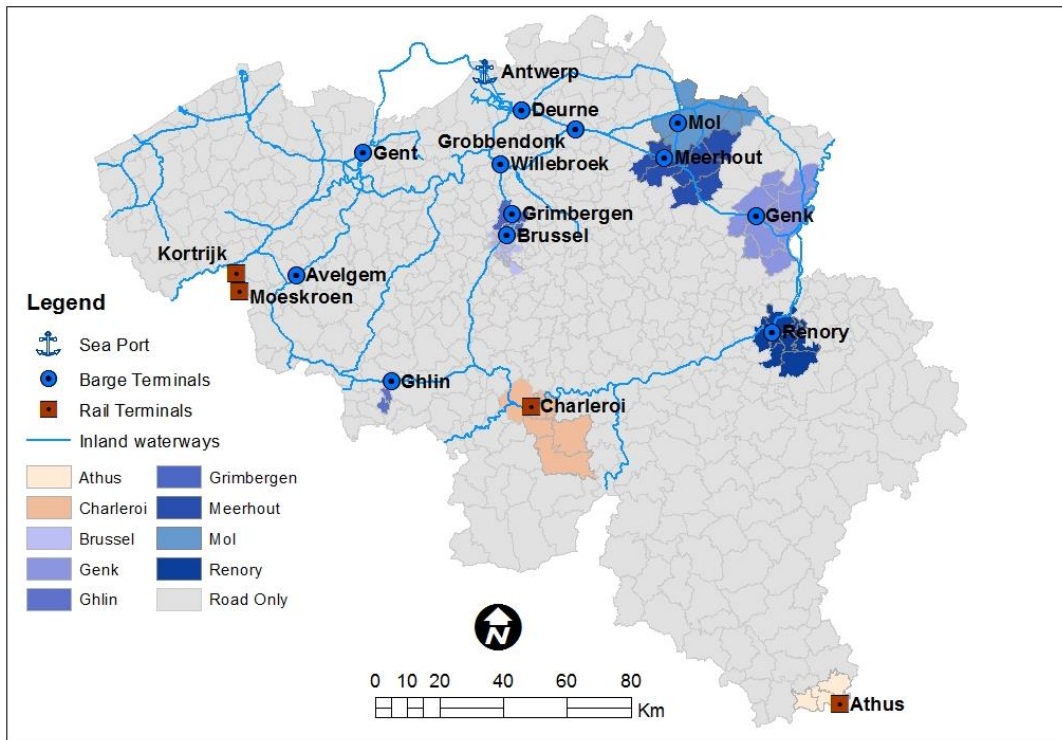 Antwerp
Deurne
Mol
Grobbendonk
Gent
Willebroek
Meerhout
Grimbergen
Genk
Brussel
Kortrijk
Avelgem
Moeskroen
Legend
Sea Port
Barge Terminals
Rail Terminals
Inland waterways
Athus
Grimbergen
Charleroi
Meerhout
Brussel
Mol
Genk
Renory
Ghlin
Road Only
Renory
Ghlin
Charleroi
N
0 10 20 40 60 80
Km
Athus